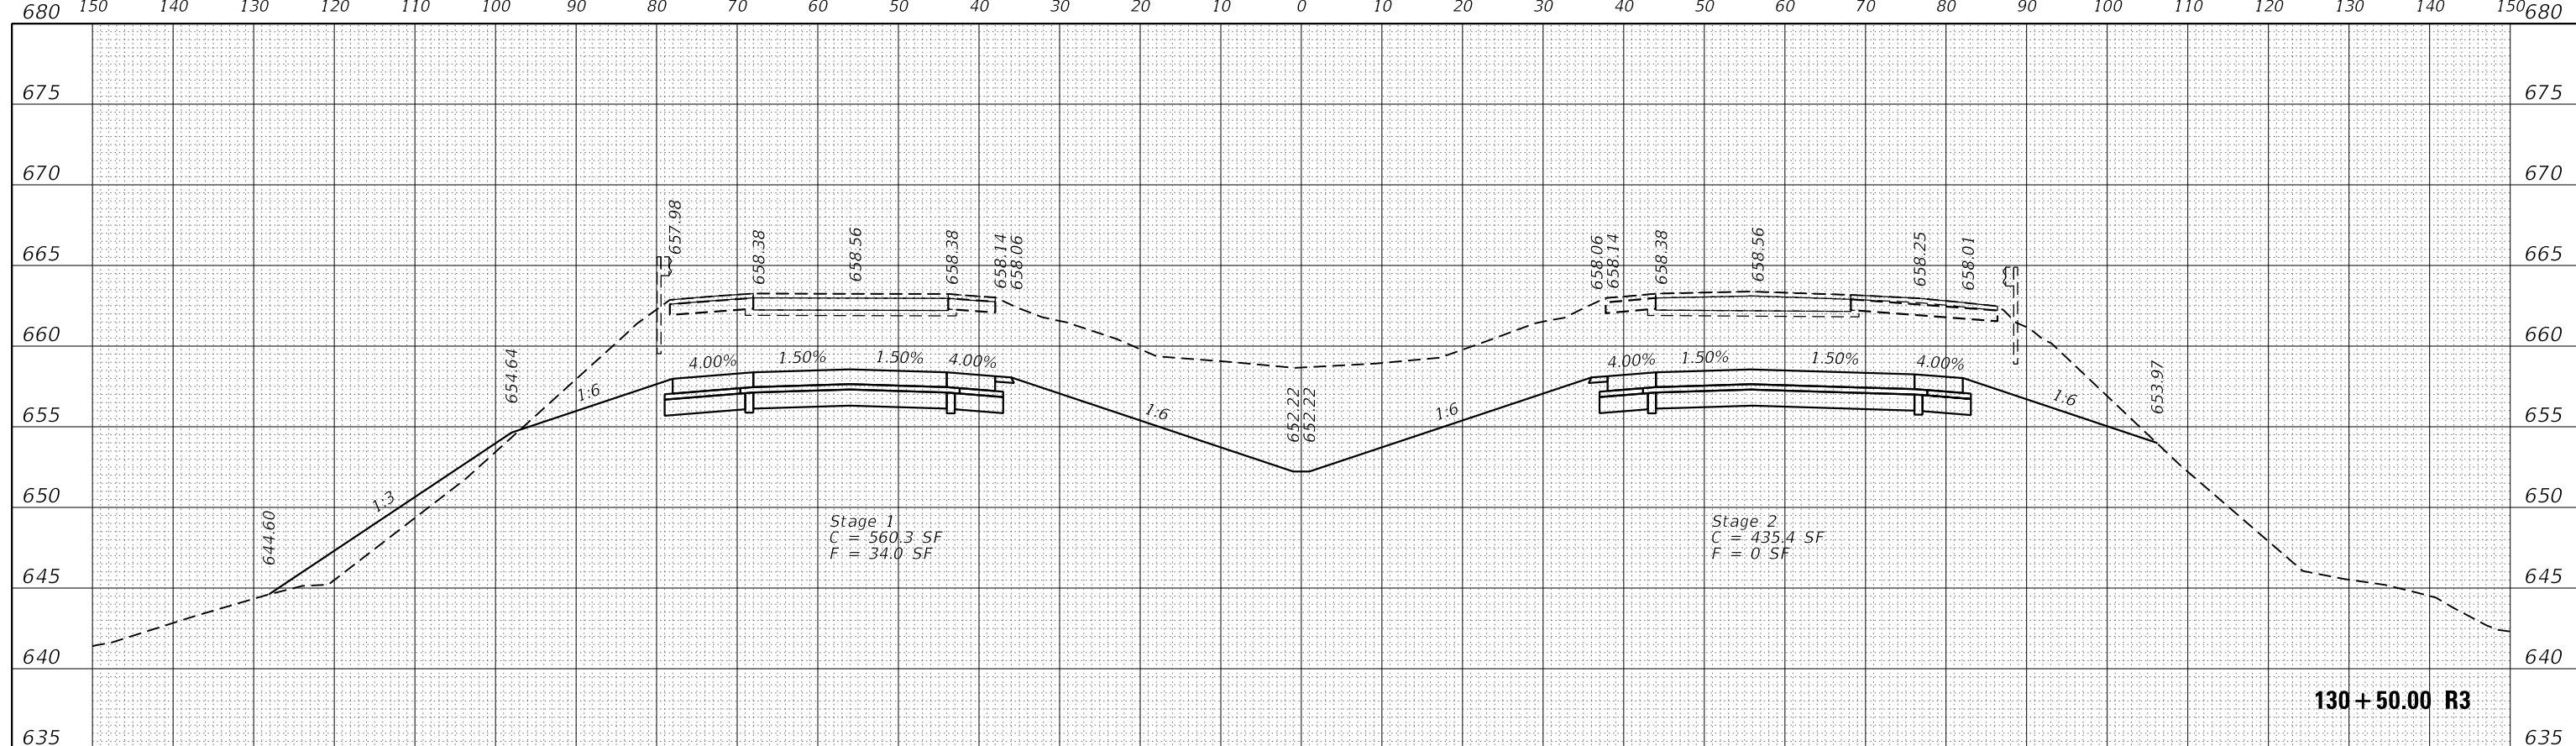 150 140 130 120 110 100 90 80 70 60 50 40 30 20 10 0 10 20 30 40 50 60 70 80 90 100 110 120 130 140 150
680 680
675 675
670 670
657.98 658.38 658.56 658.38 658.14 658.06 658.06 658.14 658.38 658.56 658.25 658.01
665 665
660 660
4.00% 1.50% 1.50% 4.00% 4.00% 1.50% 1.50% 4.00%
654.64 1:6 1:6 652.22 652.22 1:6 1:6 653.97
655 655
650 1:3 650
644.60
Stage 1
C = 560.3 SF
F = 34.0 SF
Stage 2
C = 435.4 SF
F = 0 SF
645 645
640 640
130+50.00 R3
635 635